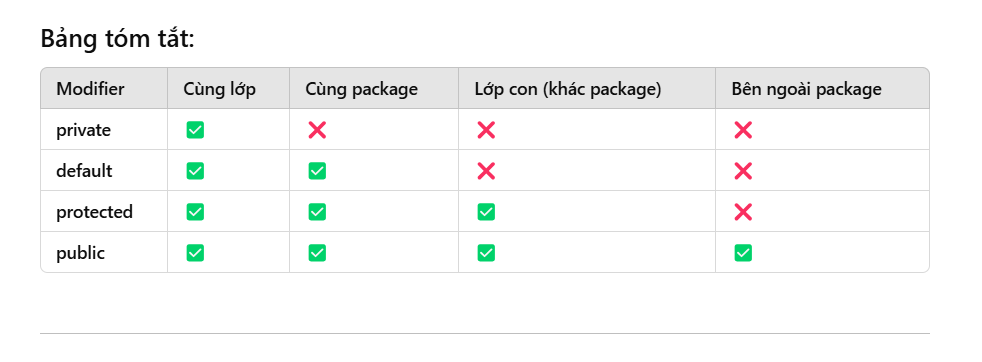 Bảng tóm tắt:
Modifier Cùng lớp Cùng package Lớp con (khác package) Bên ngoài package
private ✅ ❌ ❌ ❌
default ✅ ✅ ❌ ❌
protected ✅ ✅ ✅ ❌
public ✅ ✅ ✅ ✅